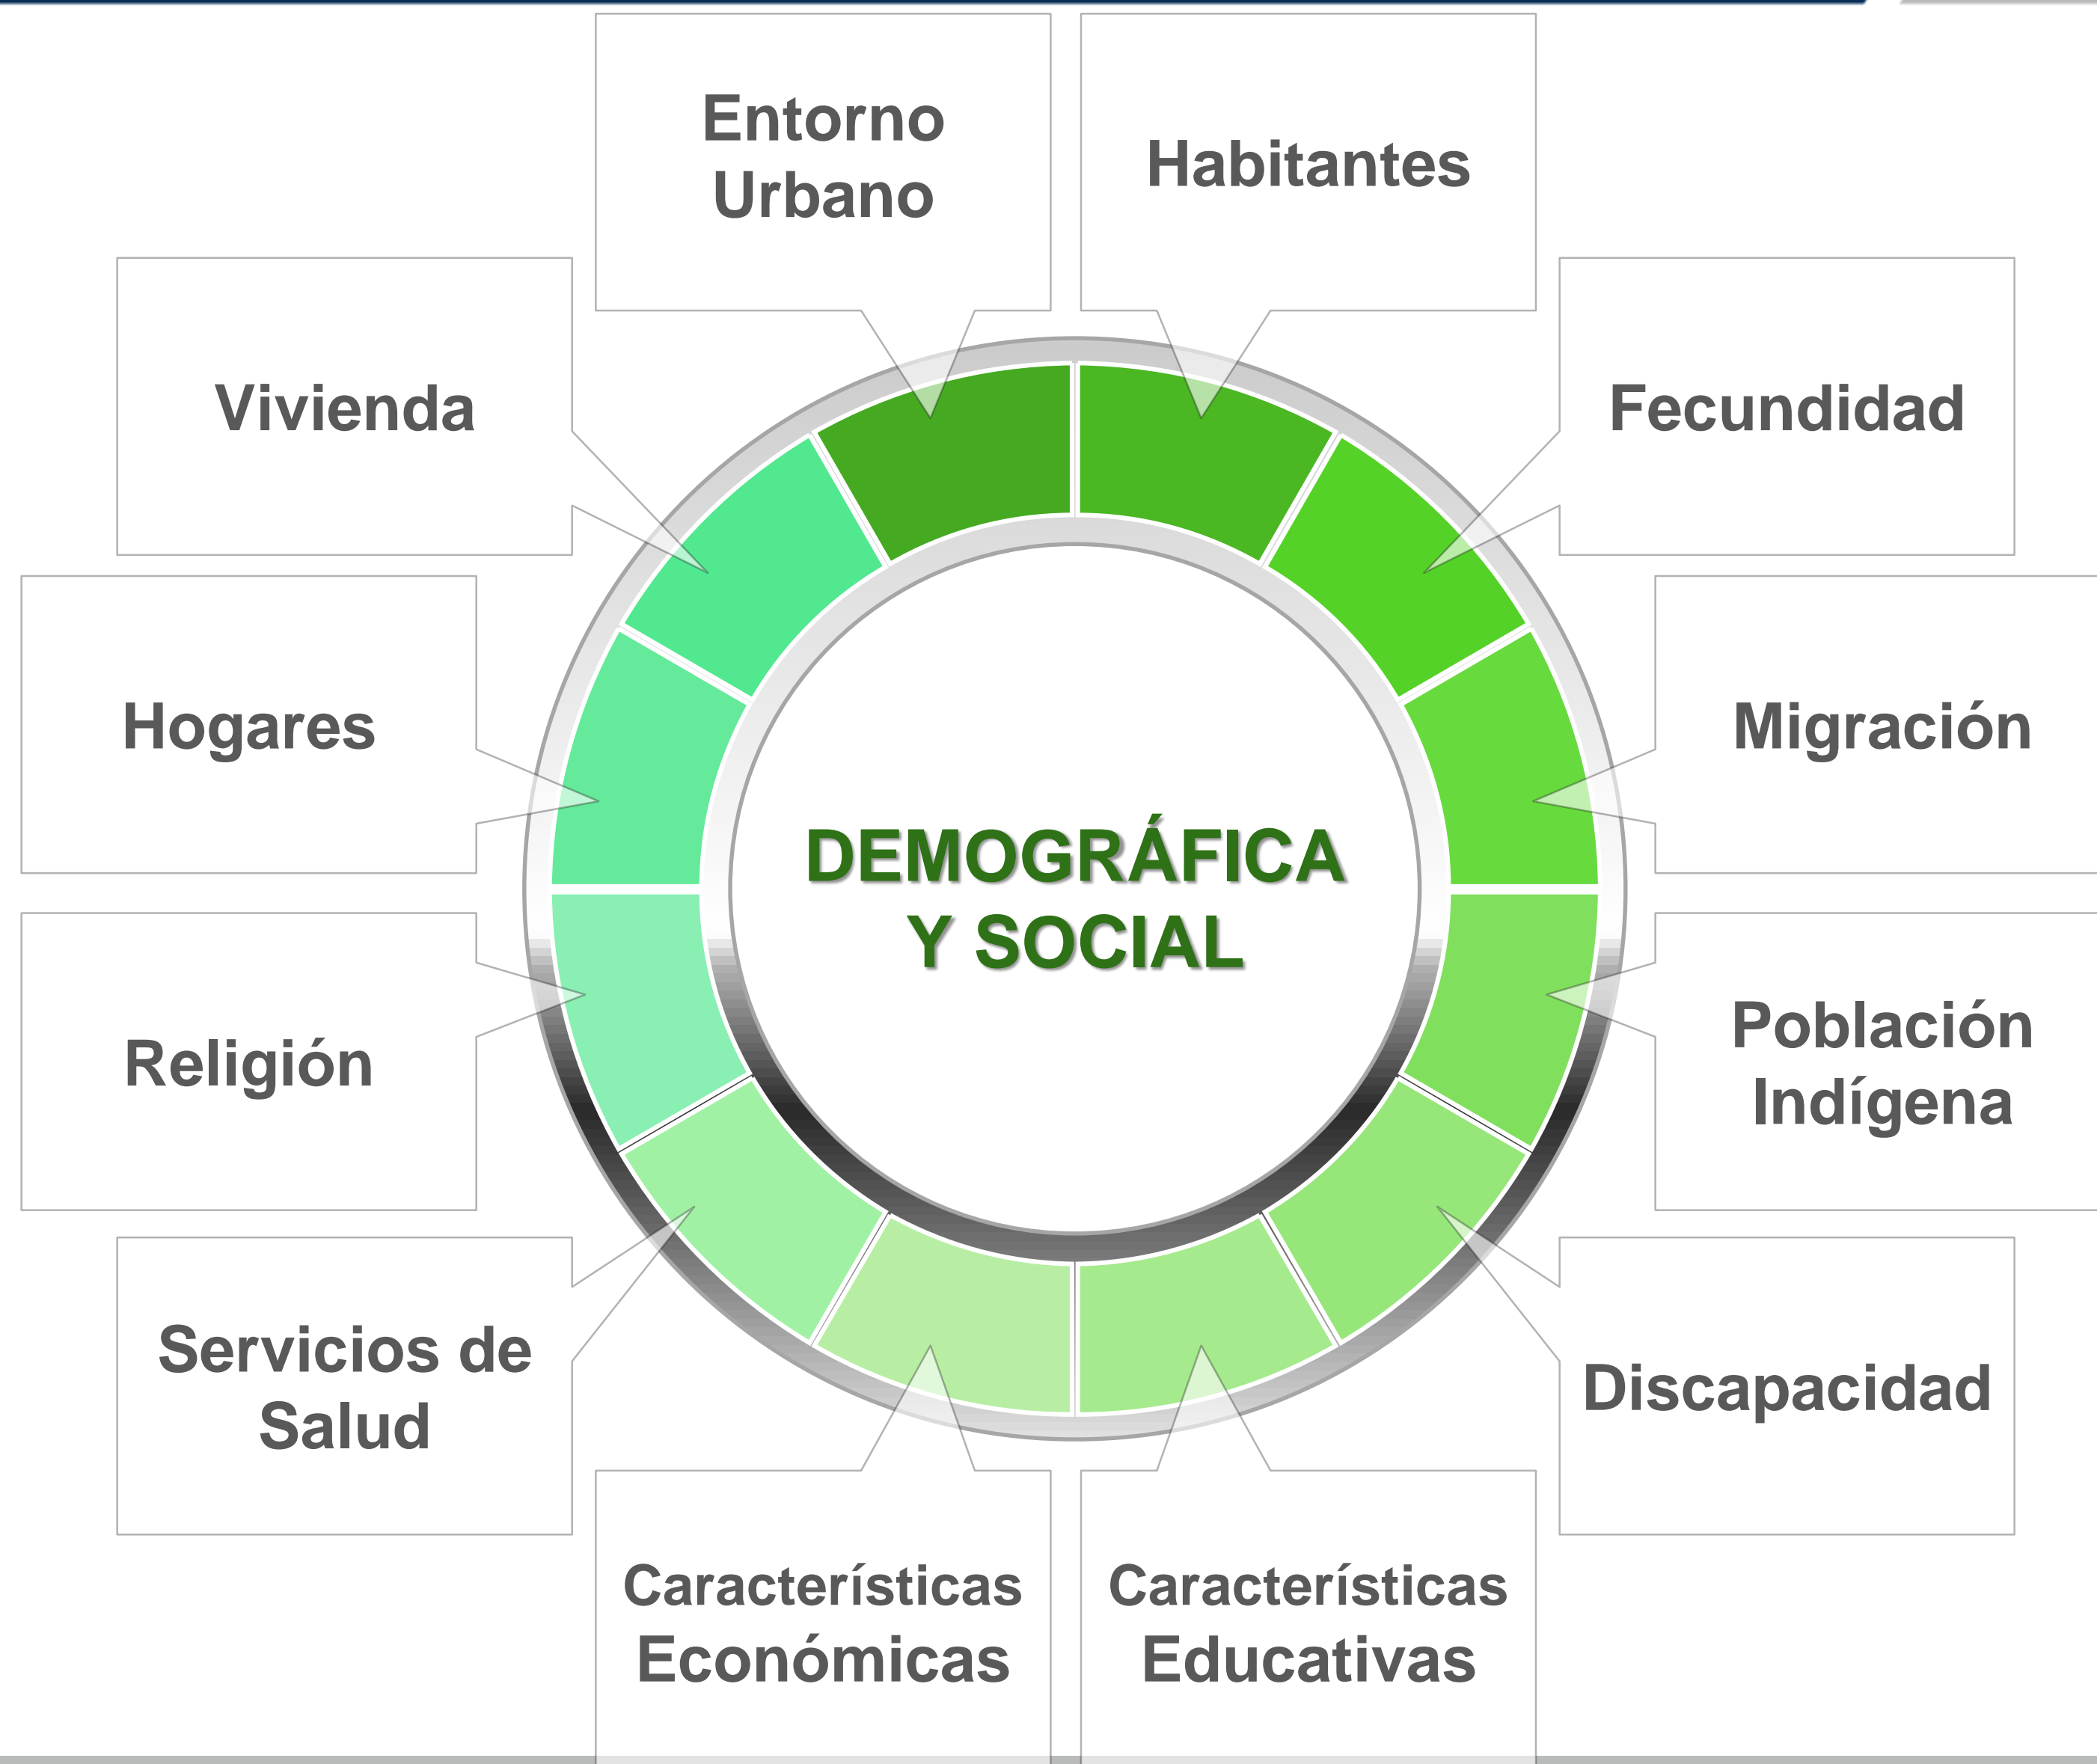 Entorno
Urbano
Habitantes
Vivienda
Fecundidad
Hogares
Migración
DEMOGRÁFICA
Y SOCIAL
Religión
Población
Indígena
Servicios de
Salud
Discapacidad
Características
Económicas
Características
Educativas